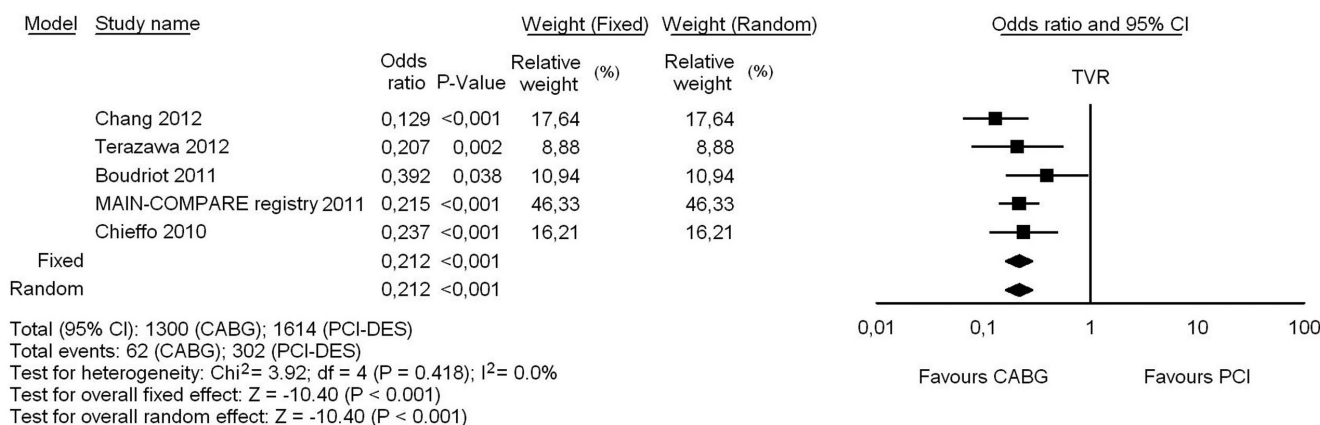 Model Study name Weight (Fixed) Weight (Random) Odds ratio and 95% CI
Odds ratio P-Value Relative weight (%) Relative weight (%) TVR
Chang 2012 0,129 <0,001 17,64 17,64
Terazawa 2012 0,207 0,002 8,88 8,88
Boudriot 2011 0,392 0,038 10,94 10,94
MAIN-COMPARE registry 2011 0,215 <0,001 46,33 46,33
Chieffo 2010 0,237 <0,001 16,21 16,21
Fixed 0,212 <0,001
Random 0,212 <0,001
0,01 0,1 1 10 100
Favours CABG Favours PCI
Total (95% CI): 1300 (CABG); 1614 (PCI-DES)
Total events: 62 (CABG); 302 (PCI-DES)
Test for heterogeneity: Chi²= 3.92; df = 4 (P = 0.418); I²= 0.0%
Test for overall fixed effect: Z = -10.40 (P < 0.001)
Test for overall random effect: Z = -10.40 (P < 0.001)